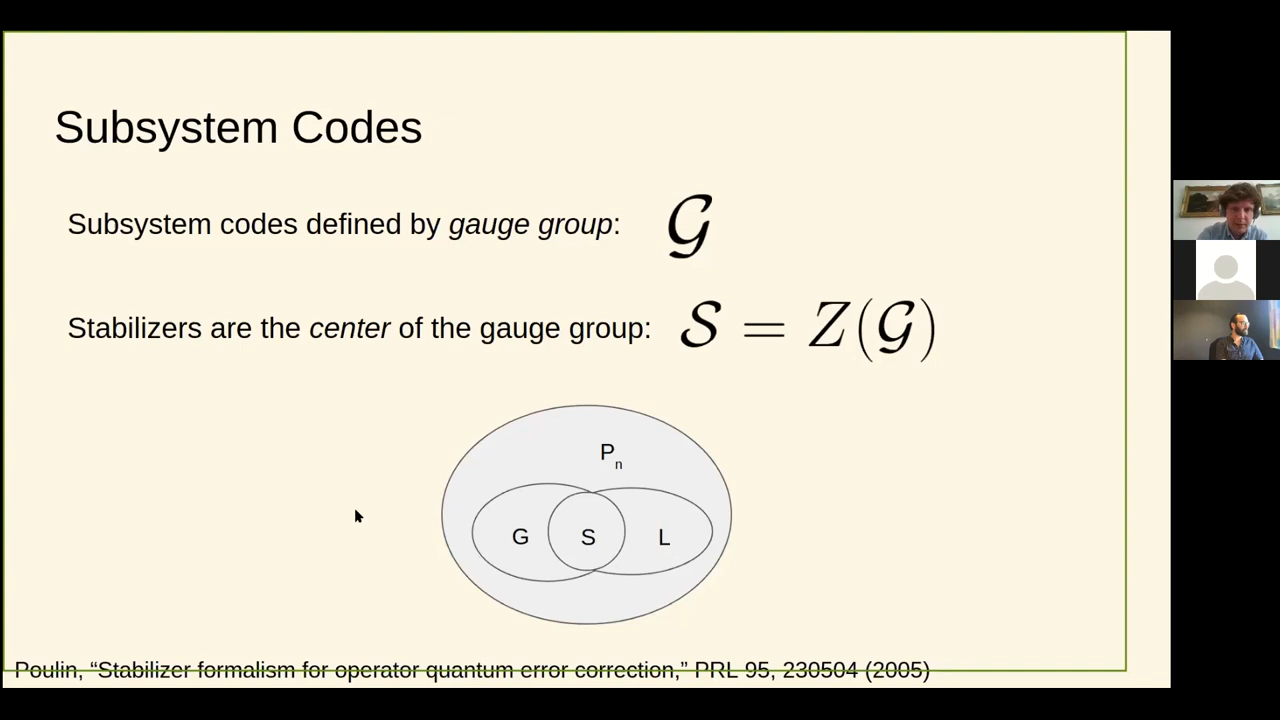 Subsystem Codes
Subsystem codes defined by gauge group: 𝒢
Stabilizers are the center of the gauge group: 𝒮 = Z(𝒢)
Pₙ
G S L
Poulin, “Stabilizer formalism for operator quantum error correction,” PRL 95, 230504 (2005)